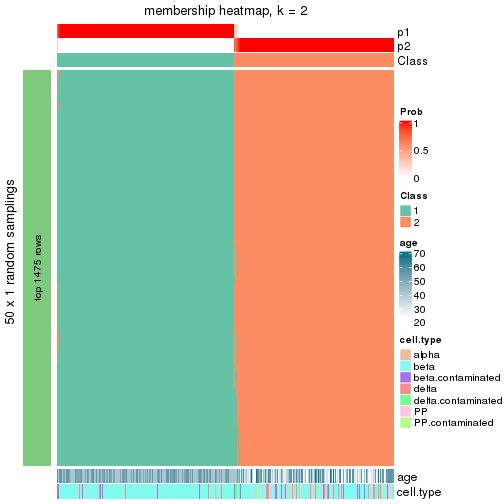 membership heatmap, k = 2
p1
p2
Class
50 x 1 random samplings
top 1475 rows
Prob
1
0.5
0
Class
1
2
age
70
60
50
40
30
20
cell.type
alpha
beta
beta.contaminated
delta
delta.contaminated
PP
PP.contaminated
age
cell.type